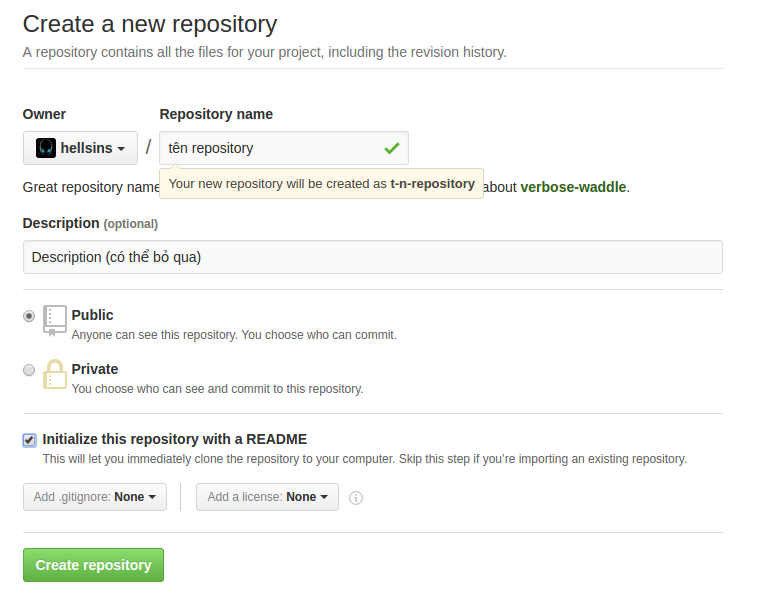 Create a new repository
A repository contains all the files for your project, including the revision history.
Owner Repository name
hellsins / tên repository
Your new repository will be created as t-n-repository
Great repository name about verbose-waddle.
Description (optional)
Description (có thể bỏ qua)
Public
Anyone can see this repository. You choose who can commit.
Private
You choose who can see and commit to this repository.
Initialize this repository with a README
This will let you immediately clone the repository to your computer. Skip this step if you're importing an existing repository.
Add .gitignore: None Add a license: None
Create repository